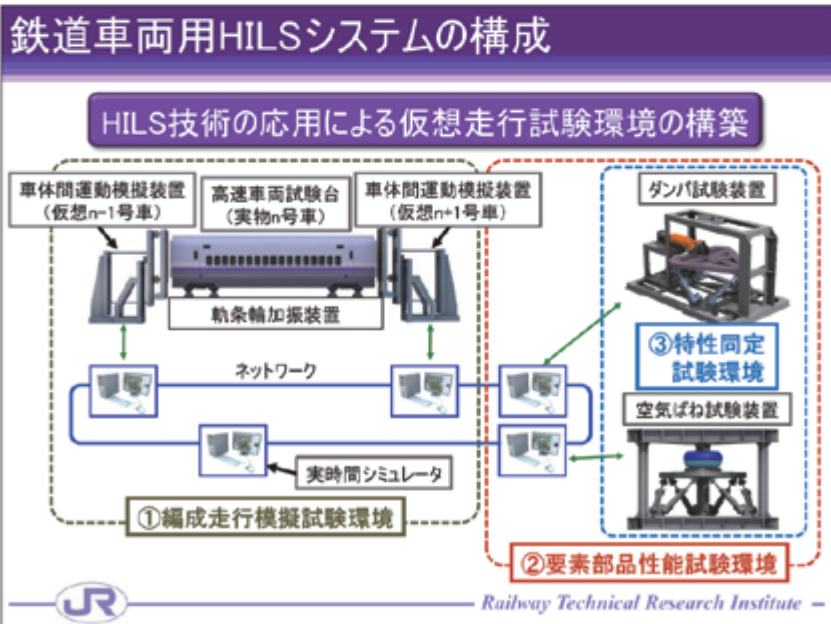 鉄道車両用HILSシステムの構成
HILS技術の応用による仮想走行試験環境の構築
車体間運動模擬装置
(仮想n-1号車)
高速車両試験台
(実物n号車)
車体間運動模擬装置
(仮想n+1号車)
ダンパ試験装置
軌条輪加振装置
③特性同定
試験環境
ネットワーク
空気ばね試験装置
実時間シミュレータ
①編成走行模擬試験環境
②要素部品性能試験環境
JR
Railway Technical Research Institute